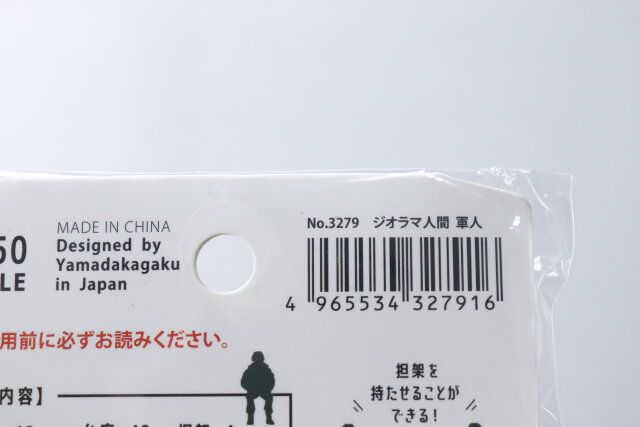 No.3279 ジオラマ人間 軍人
4 965534 327916
MADE IN CHINA
Designed by
Yamadakagaku
in Japan
50
LE
用前に必ずお読みください。
内容】
担架を
持たせることが
できる!